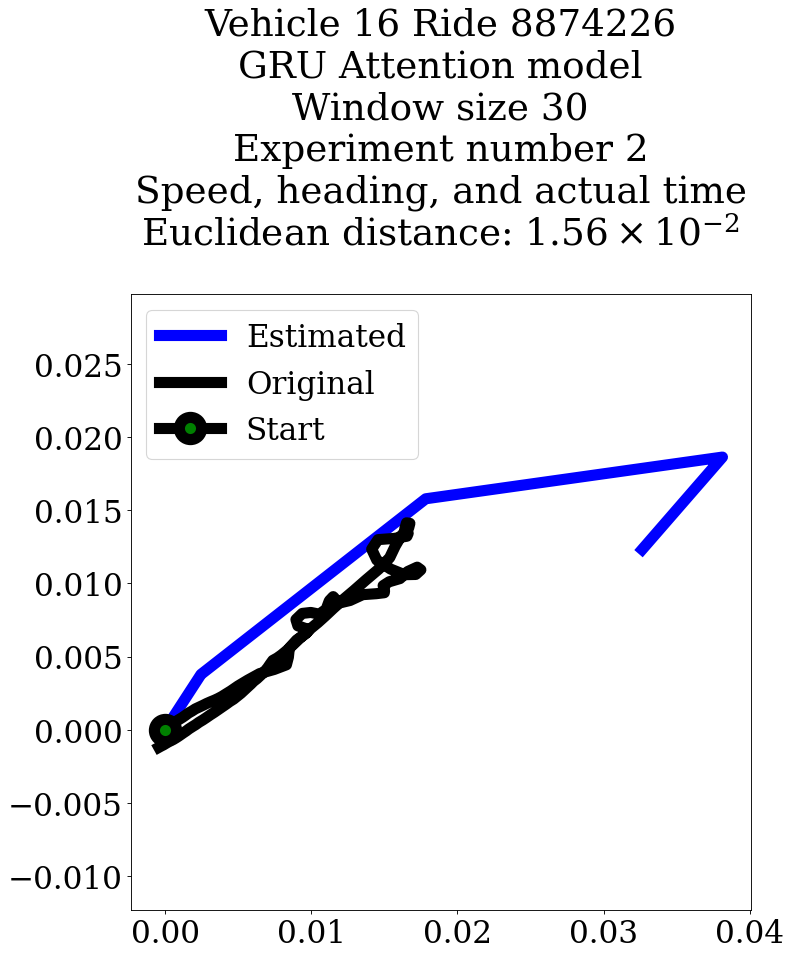 Vehicle 16 Ride 8874226
GRU Attention model
Window size 30
Experiment number 2
Speed, heading, and actual time
Euclidean distance: 1.56 × 10⁻²
Estimated
Original
Start
0.025
0.020
0.015
0.010
0.005
0.000
−0.005
−0.010
0.00 0.01 0.02 0.03 0.04